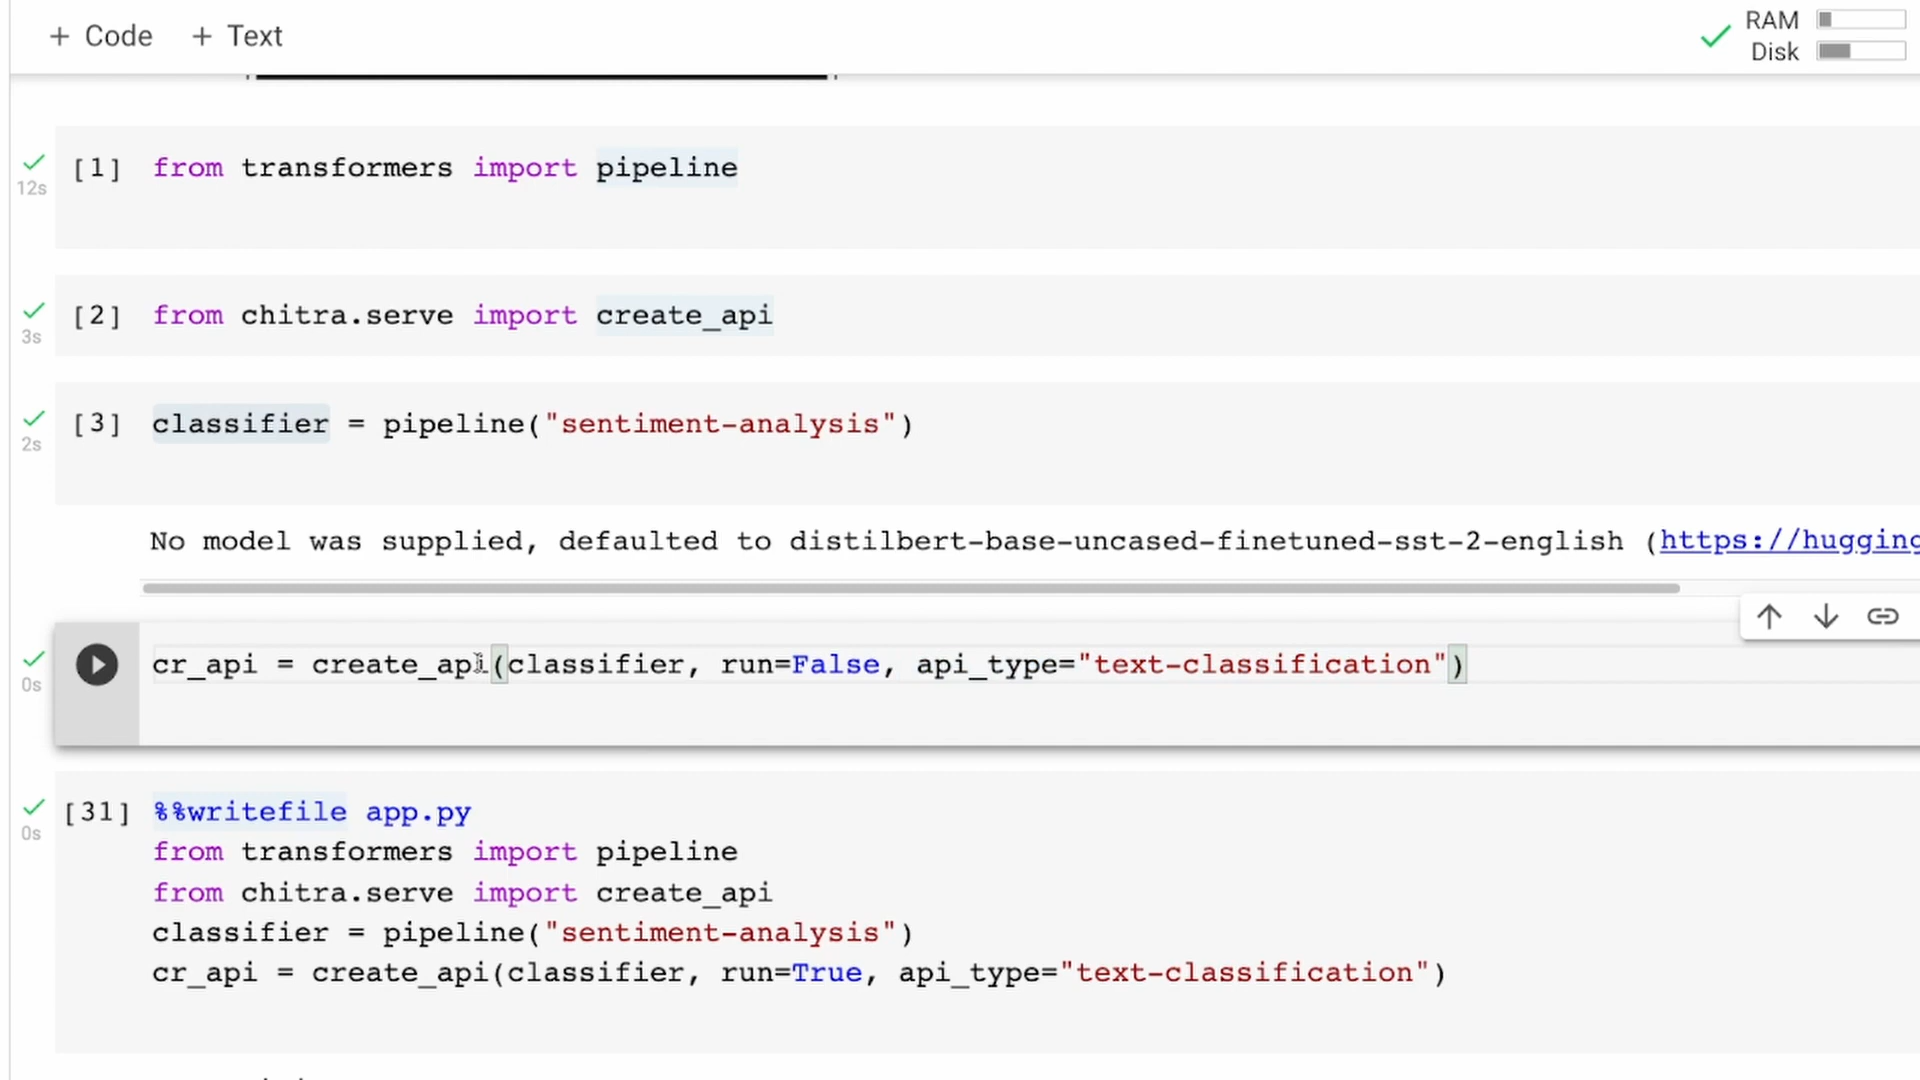 + Code + Text
RAM
Disk
12s
[1] from transformers import pipeline
3s
[2] from chitra.serve import create_api
2s
[3] classifier = pipeline("sentiment-analysis")
No model was supplied, defaulted to distilbert-base-uncased-finetuned-sst-2-english (https://hugging
0s
cr_api = create_api(classifier, run=False, api_type="text-classification")
0s
[31] %%writefile app.py
from transformers import pipeline
from chitra.serve import create_api
classifier = pipeline("sentiment-analysis")
cr_api = create_api(classifier, run=True, api_type="text-classification")